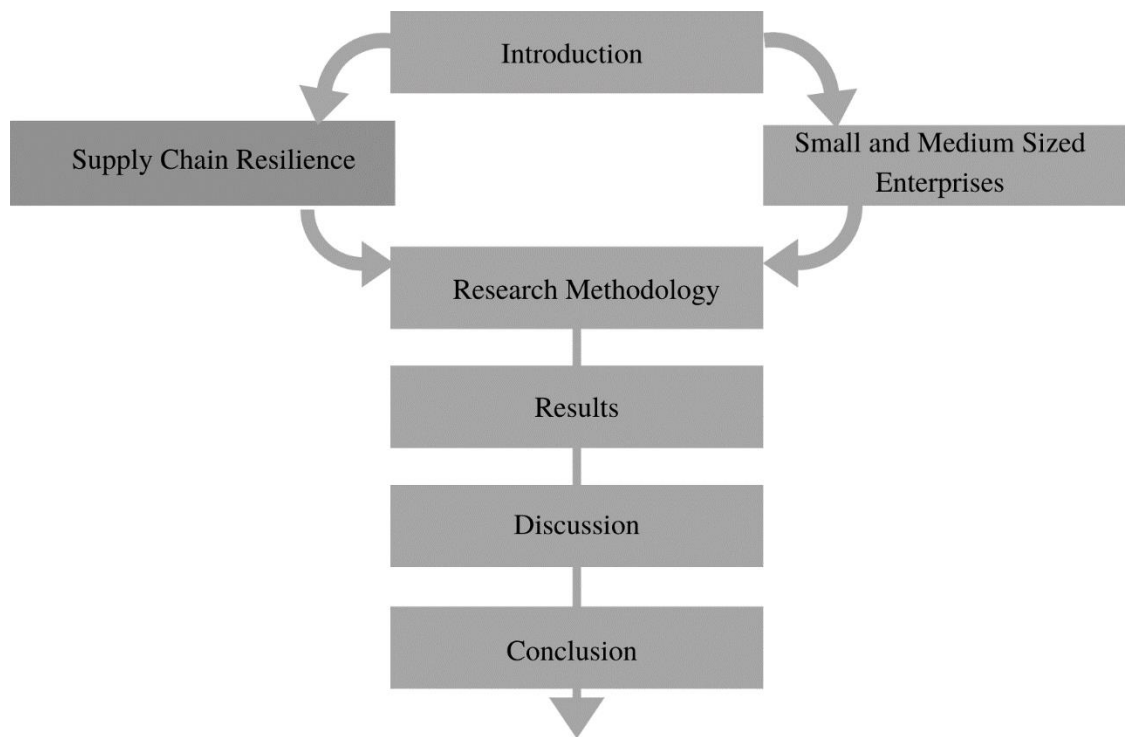 Introduction
Supply Chain Resilience
Small and Medium Sized
Enterprises
Research Methodology
Results
Discussion
Conclusion